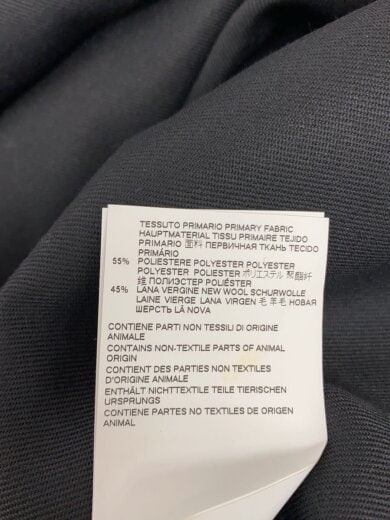 TESSUTO PRIMARIO PRIMARY FABRIC
HAUPTMATERIAL TISSU PRIMAIRE TEJIDO
PRIMARIO 面料 ПЕРВИЧНАЯ ТКАНЬ TECIDO
PRIMÁRIO
55% POLIESTERE POLYESTER POLYESTER
POLYESTER POLIESTER ポリエステル 聚酯纤
维 ПОЛИЭСТЕР POLIÉSTER
45% LANA VERGINE NEW WOOL SCHURWOLLE
LAINE VIERGE LANA VIRGEN 毛 羊毛 НОВАЯ
ШЕРСТЬ LÃ NOVA
CONTIENE PARTI NON TESSILI DI ORIGINE
ANIMALE
CONTAINS NON-TEXTILE PARTS OF ANIMAL
ORIGIN
CONTIENT DES PARTIES NON TEXTILES
D'ORIGINE ANIMALE
ENTHÄLT NICHTTEXTILE TEILE TIERISCHEN
URSPRUNGS
CONTIENE PARTES NO TEXTILES DE ORIGEN
ANIMAL